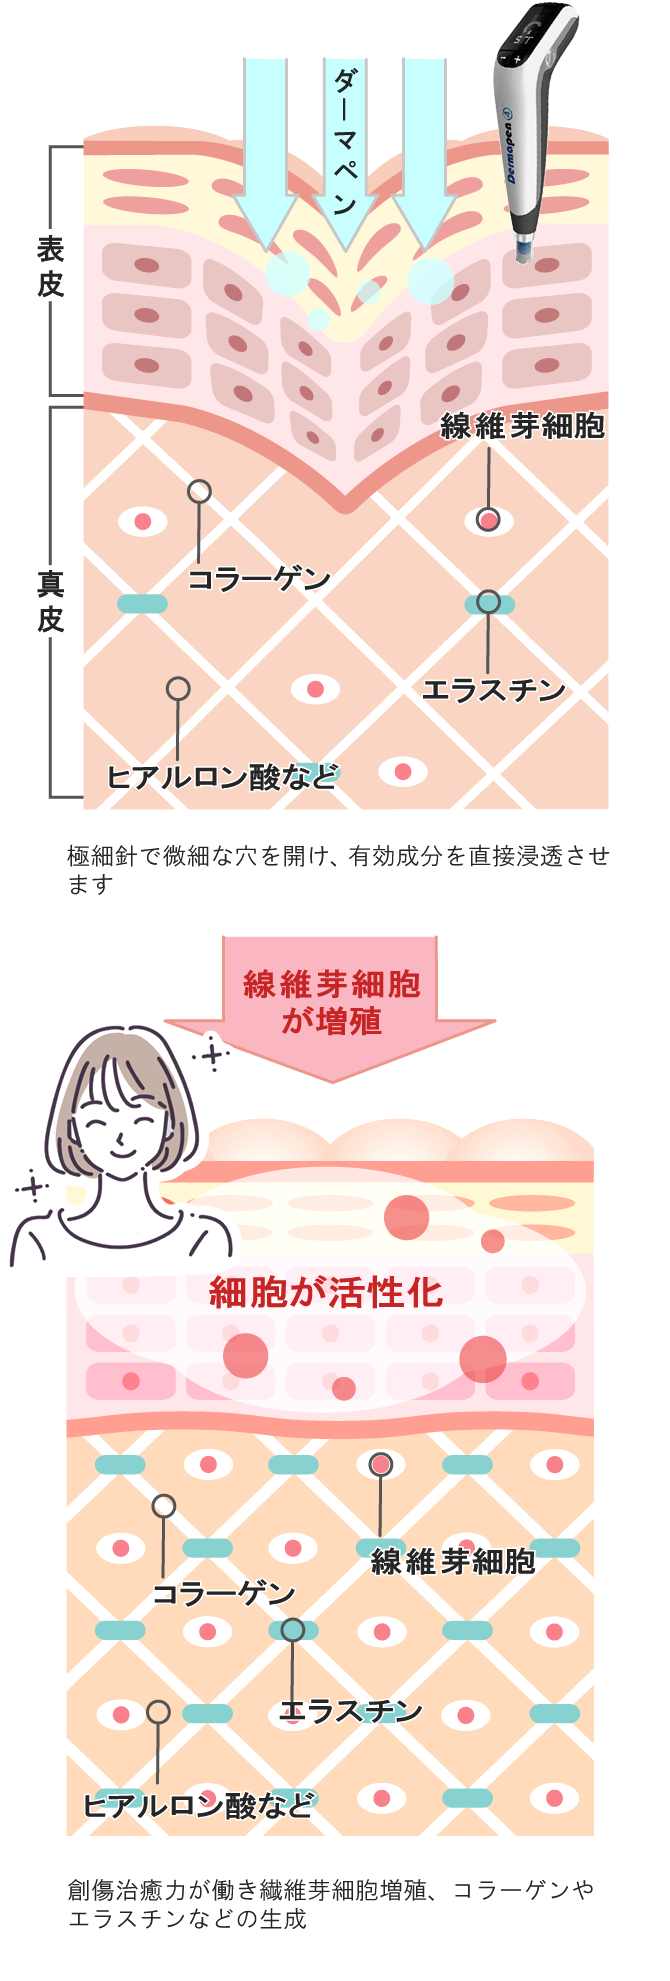 ダーマペン
Dermapen 4
表皮
線維芽細胞
コラーゲン
真皮
エラスチン
ヒアルロン酸など
極細針で微細な穴を開け、有効成分を直接浸透させ
ます
線維芽細胞
が増殖
細胞が活性化
線維芽細胞
コラーゲン
エラスチン
ヒアルロン酸など
創傷治癒力が働き繊維芽細胞増殖、コラーゲンや
エラスチンなどの生成